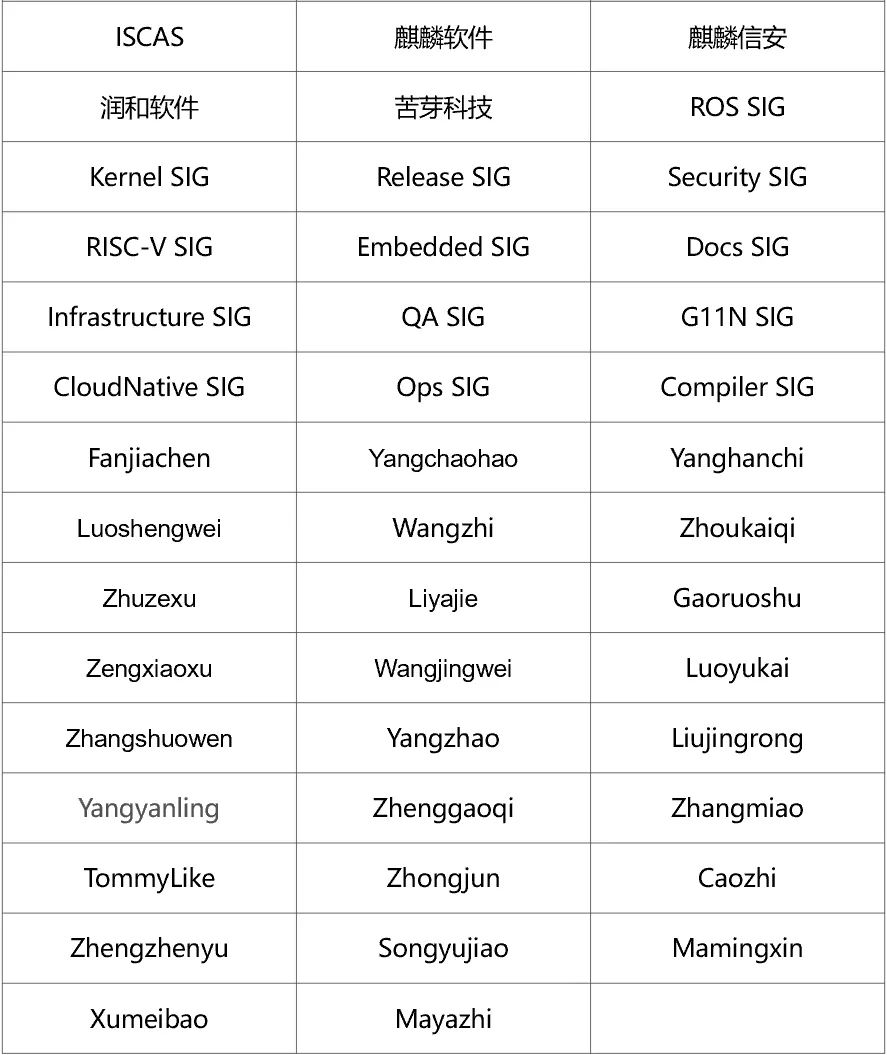 ISCAS 麒麟软件 麒麟信安
润和软件 苦芽科技 ROS SIG
Kernel SIG Release SIG Security SIG
RISC-V SIG Embedded SIG Docs SIG
Infrastructure SIG QA SIG G11N SIG
CloudNative SIG Ops SIG Compiler SIG
Fanjiachen Yangchaohao Yanghanchi
Luoshengwei Wangzhi Zhoukaiqi
Zhuzexu Liyajie Gaoruoshu
Zengxiaoxu Wangjingwei Luoyukai
Zhangshuowen Yangzhao Liujingrong
Yangyanling Zhenggaoqi Zhangmiao
TommyLike Zhongjun Caozhi
Zhengzhenyu Songyujiao Mamingxin
Xumeibao Mayazhi